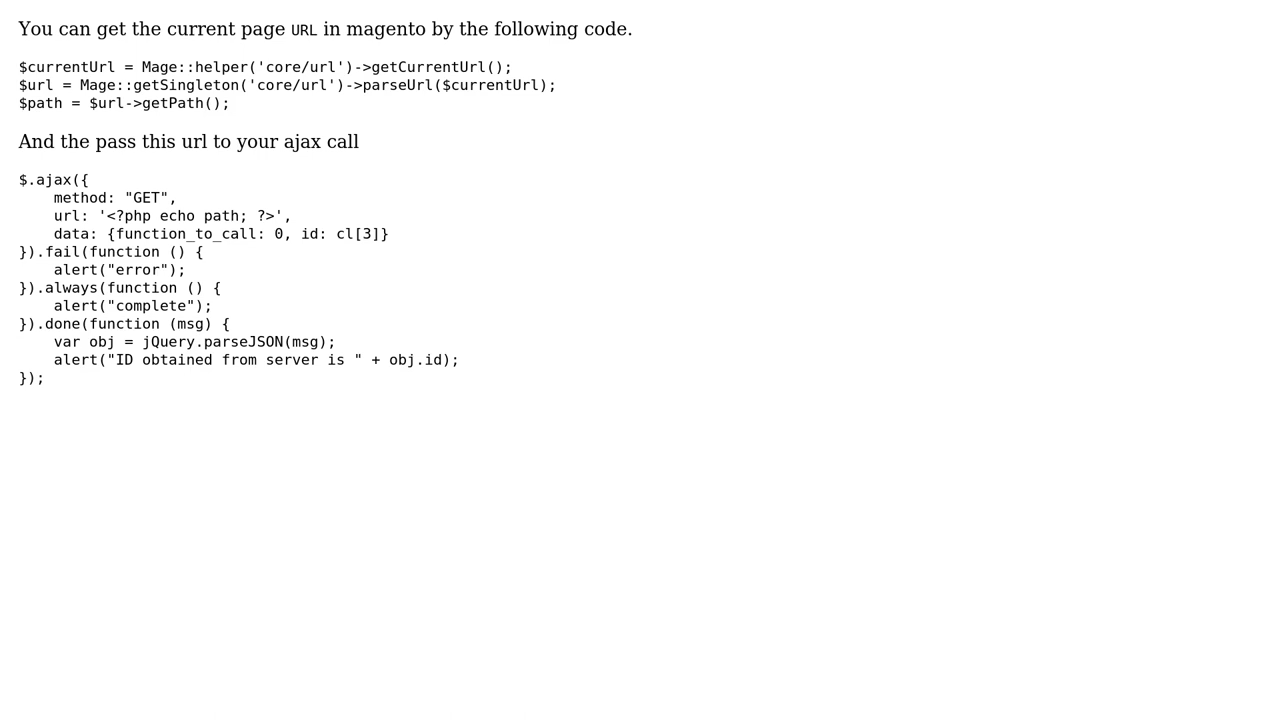 You can get the current page URL in magento by the following code.
$currentUrl = Mage::helper('core/url')->getCurrentUrl();
$url = Mage::getSingleton('core/url')->parseUrl($currentUrl);
$path = $url->getPath();
And the pass this url to your ajax call
$.ajax({
    method: "GET",
    url: '<?php echo path; ?>',
    data: {function_to_call: 0, id: cl[3]}
}).fail(function () {
    alert("error");
}).always(function () {
    alert("complete");
}).done(function (msg) {
    var obj = jQuery.parseJSON(msg);
    alert("ID obtained from server is " + obj.id);
});